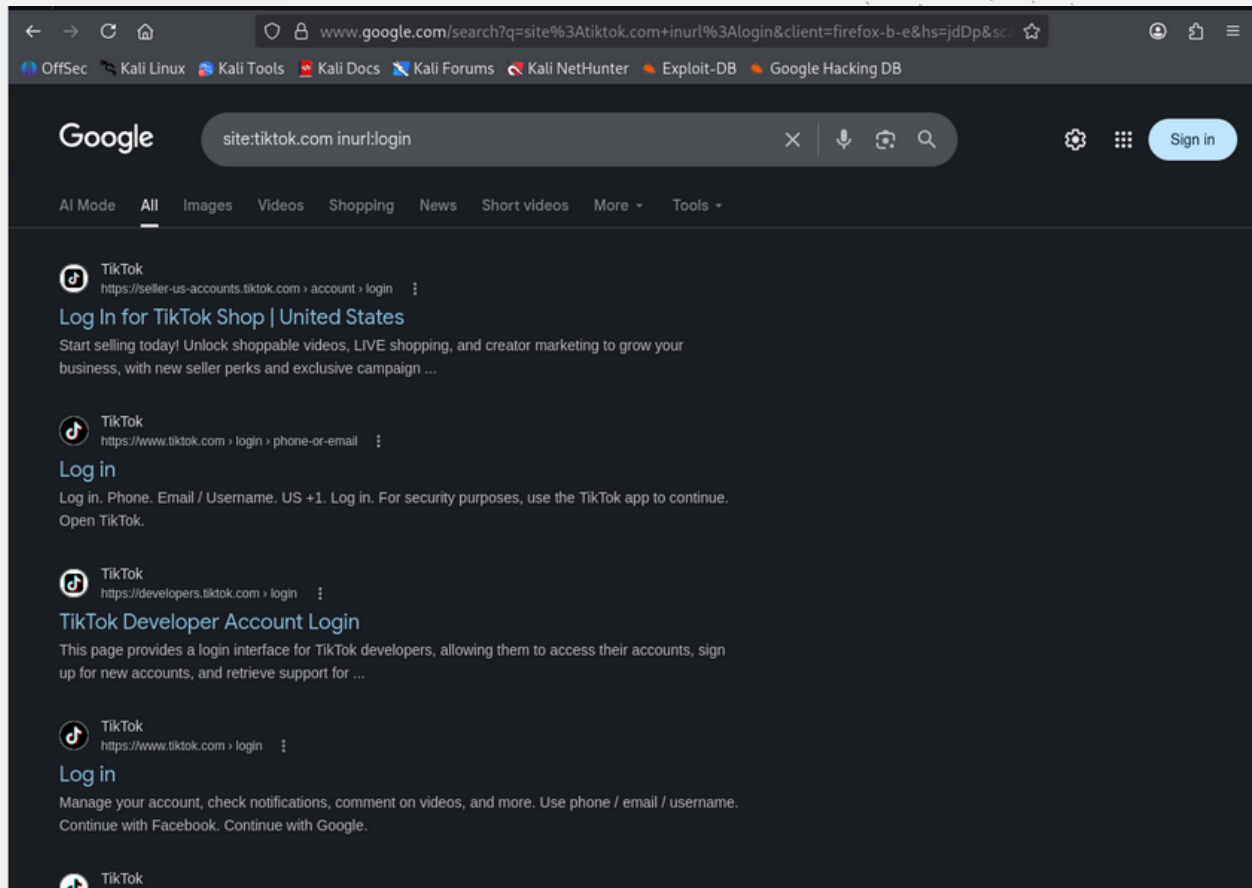 www.google.com/search?q=site%3Atiktok.com+inurl%3Alogin&client=firefox-b-e&hs=jdDp&sca
OffSec Kali Linux Kali Tools Kali Docs Kali Forums Kali NetHunter Exploit-DB Google Hacking DB
Google site:tiktok.com inurl:login Sign in
AI Mode All Images Videos Shopping News Short videos More Tools
TikTok
https://seller-us-accounts.tiktok.com › account › login
Log In for TikTok Shop | United States
Start selling today! Unlock shoppable videos, LIVE shopping, and creator marketing to grow your
business, with new seller perks and exclusive campaign ...
TikTok
https://www.tiktok.com › login › phone-or-email
Log in
Log in. Phone. Email / Username. US +1. Log in. For security purposes, use the TikTok app to continue.
Open TikTok.
TikTok
https://developers.tiktok.com › login
TikTok Developer Account Login
This page provides a login interface for TikTok developers, allowing them to access their accounts, sign
up for new accounts, and retrieve support for ...
TikTok
https://www.tiktok.com › login
Log in
Manage your account, check notifications, comment on videos, and more. Use phone / email / username.
Continue with Facebook. Continue with Google.
TikTok